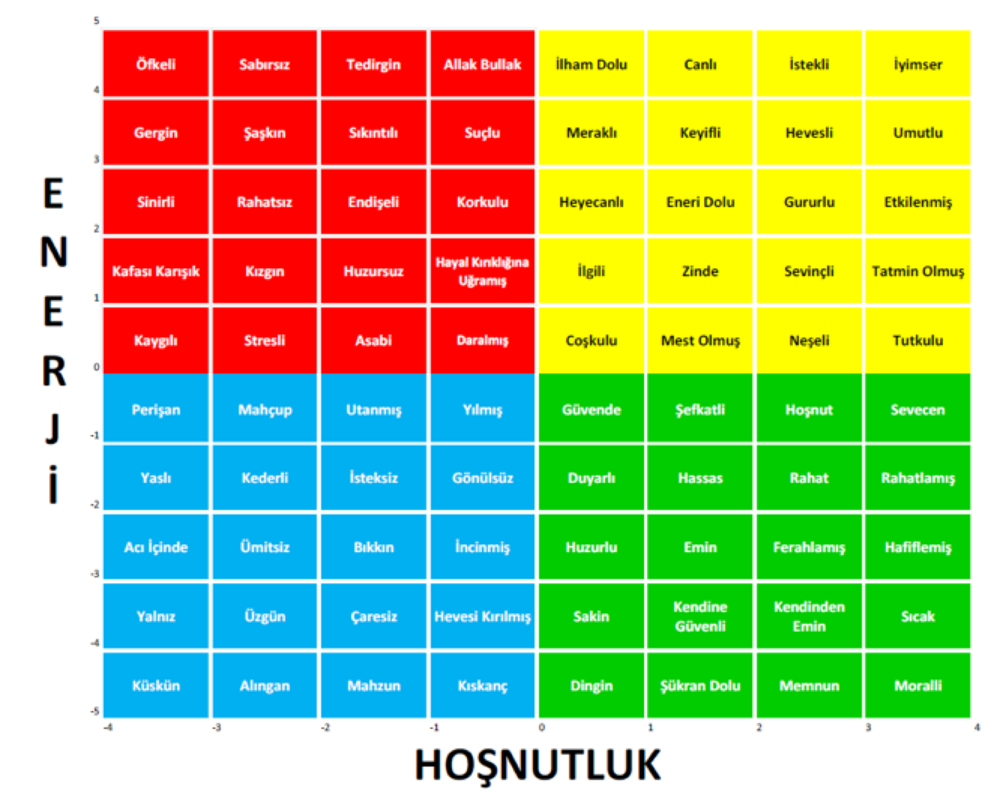 5
Öfkeli Sabırsız Tedirgin Allak Bullak İlham Dolu Canlı İstekli İyimser
4
Gergin Şaşkın Sıkıntılı Suçlu Meraklı Keyifli Hevesli Umutlu
3
Sinirli Rahatsız Endişeli Korkulu Heyecanlı Eneri Dolu Gururlu Etkilenmiş
2
Kafası Karışık Kızgın Huzursuz Hayal Kırıklığına Uğramış İlgili Zinde Sevinçli Tatmin Olmuş
1
Kaygılı Stresli Asabi Daralmış Coşkulu Mest Olmuş Neşeli Tutkulu
0
Perişan Mahçup Utanmış Yılmış Güvende Şefkatli Hoşnut Sevecen
-1
Yaslı Kederli İsteksiz Gönülsüz Duyarlı Hassas Rahat Rahatlamış
-2
Acı İçinde Ümitsiz Bıkkın İncinmiş Huzurlu Emin Ferahlamış Hafiflemiş
-3
Yalnız Üzgün Çaresiz Hevesi Kırılmış Sakin Kendine Güvenli Kendinden Emin Sıcak
-4
Küskün Alıngan Mahzun Kıskanç Dingin Şükran Dolu Memnun Moralli
-5
-4 -3 -2 -1 0 1 2 3 4
ENERJİ
HOŞNUTLUK